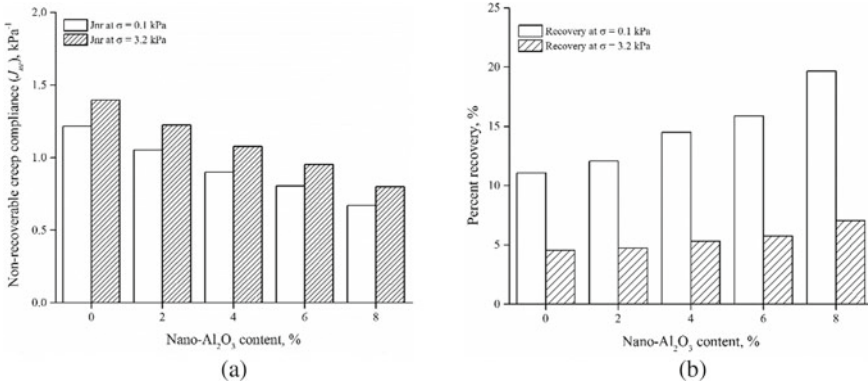 Jnr at σ = 0.1 kPa
Jnr at σ = 3.2 kPa
Non-recoverable creep compliance (Jnr), kPa⁻¹
2.0
1.5
1.0
0.5
0.0
0 2 4 6 8
Nano-Al₂O₃ content, %
(a)
Recovery at σ = 0.1 kPa
Recovery at σ = 3.2 kPa
Percent recovery, %
25
20
15
10
5
0
0 2 4 6 8
Nano-Al₂O₃ content, %
(b)